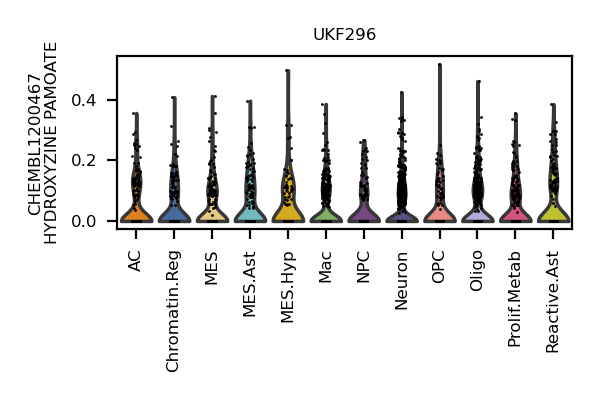 UKF296
CHEMBL1200467
HYDROXYZINE PAMOATE
0.4
0.2
0.0
AC
Chromatin.Reg
MES
MES.Ast
MES.Hyp
Mac
NPC
Neuron
OPC
Oligo
Prolif.Metab
Reactive.Ast